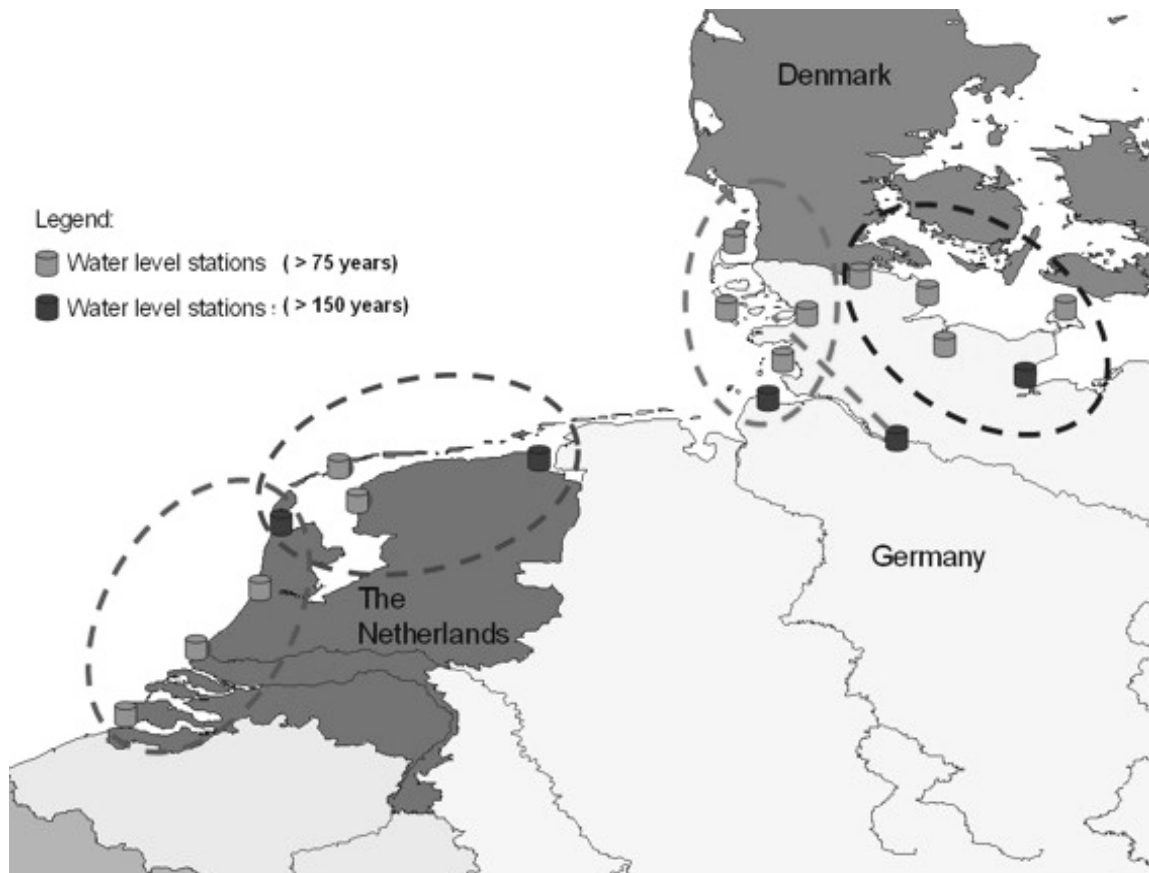 Denmark
Legend:
Water level stations ( > 75 years)
Water level stations : ( > 150 years)
Germany
The
Netherlands